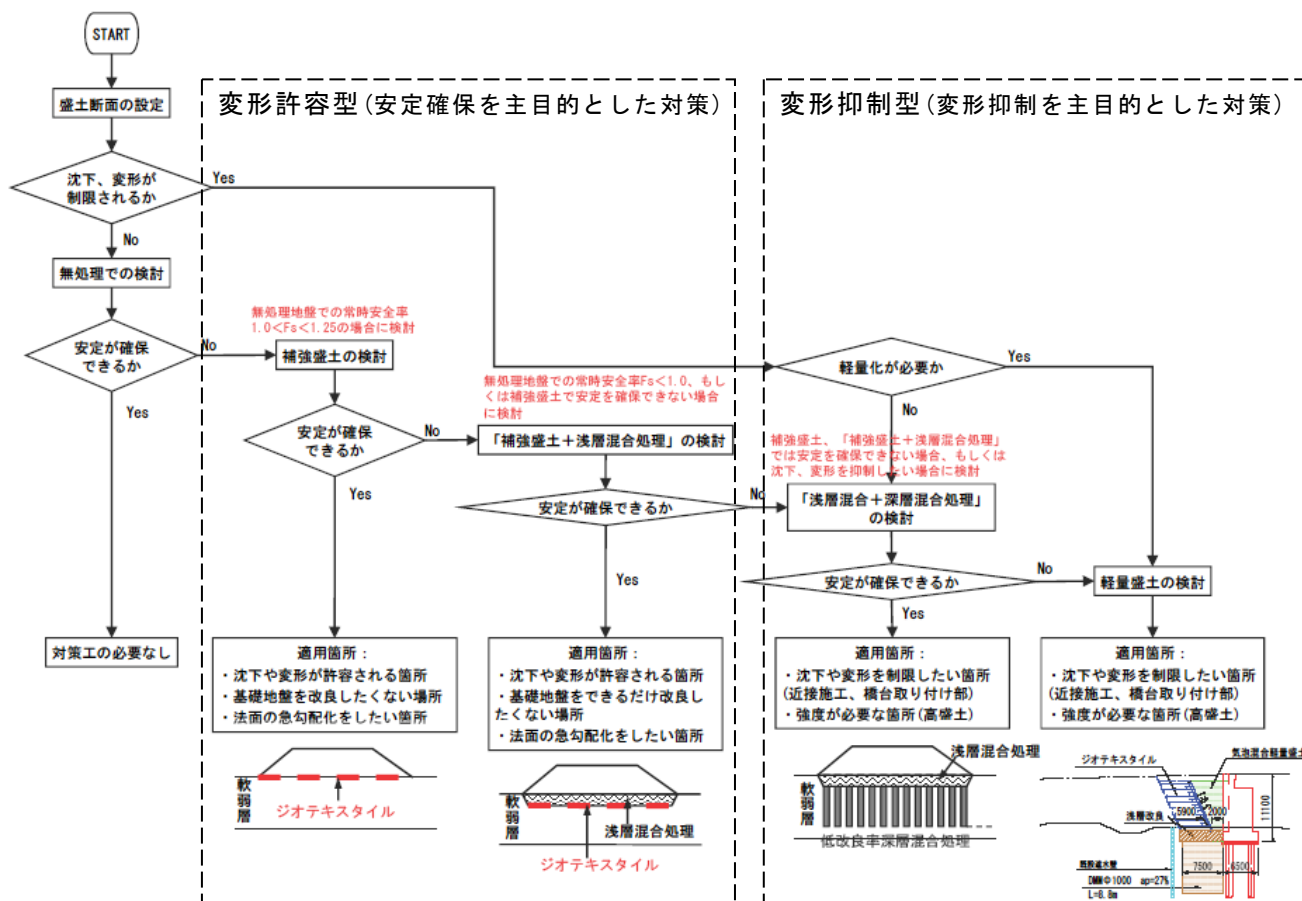 START
盛土断面の設定
変形許容型(安定確保を主目的とした対策)
変形抑制型(変形抑制を主目的とした対策)
沈下、変形が
制限されるか
Yes
No
無処理での検討
無処理地盤での常時安全率
1.0<Fs<1.25の場合に検討
安定が確保
できるか
No
補強盛土の検討
軽量化が必要か
Yes
無処理地盤での常時安全率Fs<1.0、もし
くは補強盛土で安定を確保できない場合
に検討
Yes
No
安定が確保
できるか
No
「補強盛土+浅層混合処理」の検討
補強盛土、「補強盛土+浅層混合処理」
では安定を確保できない場合、もしくは
沈下、変形を抑制したい場合に検討
Yes
安定が確保できるか
No
「浅層混合+深層混合処理」
の検討
Yes
安定が確保できるか
No
軽量盛土の検討
Yes
対策工の必要なし
適用箇所:
・沈下や変形が許容される箇所
・基礎地盤を改良したくない場所
・法面の急勾配化をしたい箇所
適用箇所:
・沈下や変形が許容される箇所
・基礎地盤をできるだけ改良し
たくない場所
・法面の急勾配化をしたい箇所
適用箇所:
・沈下や変形を制限したい箇所
(近接施工、橋台取り付け部)
・強度が必要な箇所(高盛土)
適用箇所:
・沈下や変形を制限したい箇所
(近接施工、橋台取り付け部)
・強度が必要な箇所(高盛土)
軟弱層
ジオテキスタイル
軟弱層
浅層混合処理
ジオテキスタイル
浅層混合処理
軟弱層
低改良率深層混合処理
気泡混合軽量盛土
ジオテキスタイル
5900
2000
11100
浅層改良
7500
6500
DMMΦ1000 ap=27%
L=8.8m